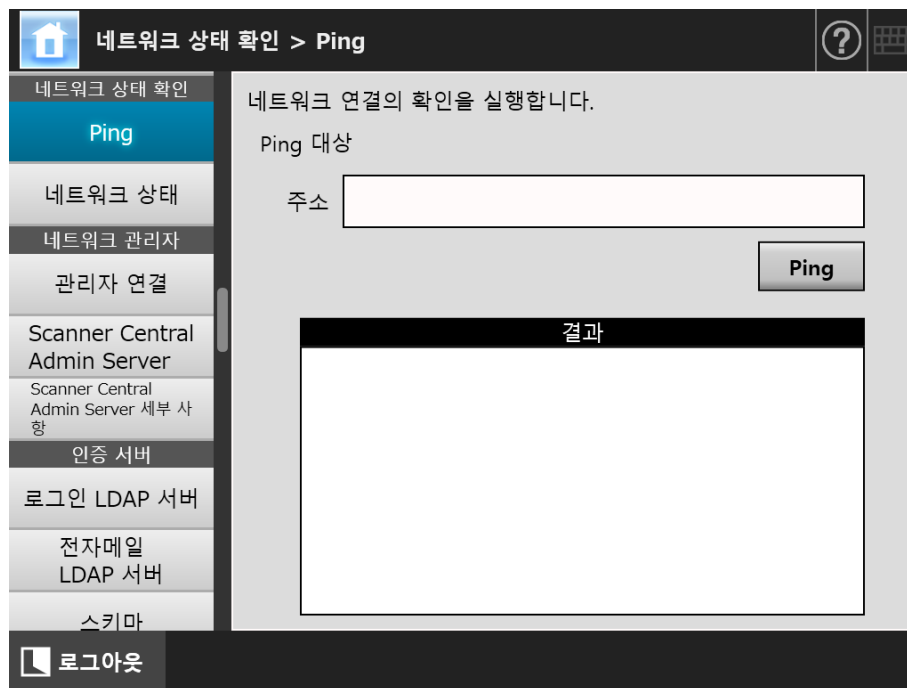 네트워크 상태 확인 > Ping
?
네트워크 상태 확인
Ping
네트워크 상태
네트워크 관리자
관리자 연결
Scanner Central
Admin Server
Scanner Central
Admin Server 세부 사
항
인증 서버
로그인 LDAP 서버
전자메일
LDAP 서버
스키마
네트워크 연결의 확인을 실행합니다.
Ping 대상
주소
Ping
결과
로그아웃